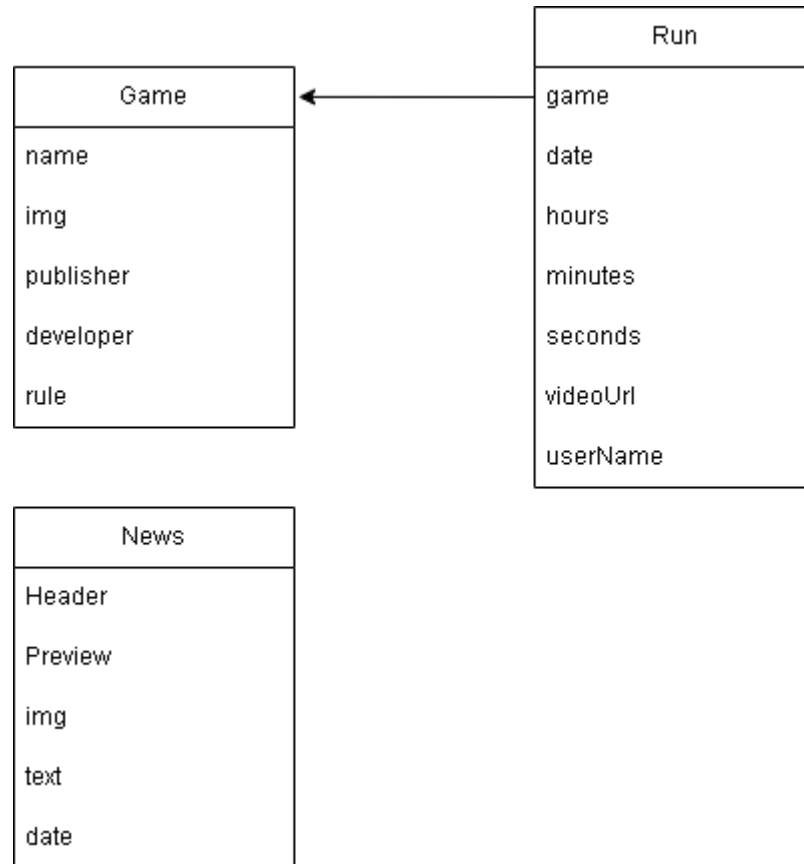 Run
game
date
hours
minutes
seconds
videoUrl
userName
Game
name
img
publisher
developer
rule
News
Header
Preview
img
text
date